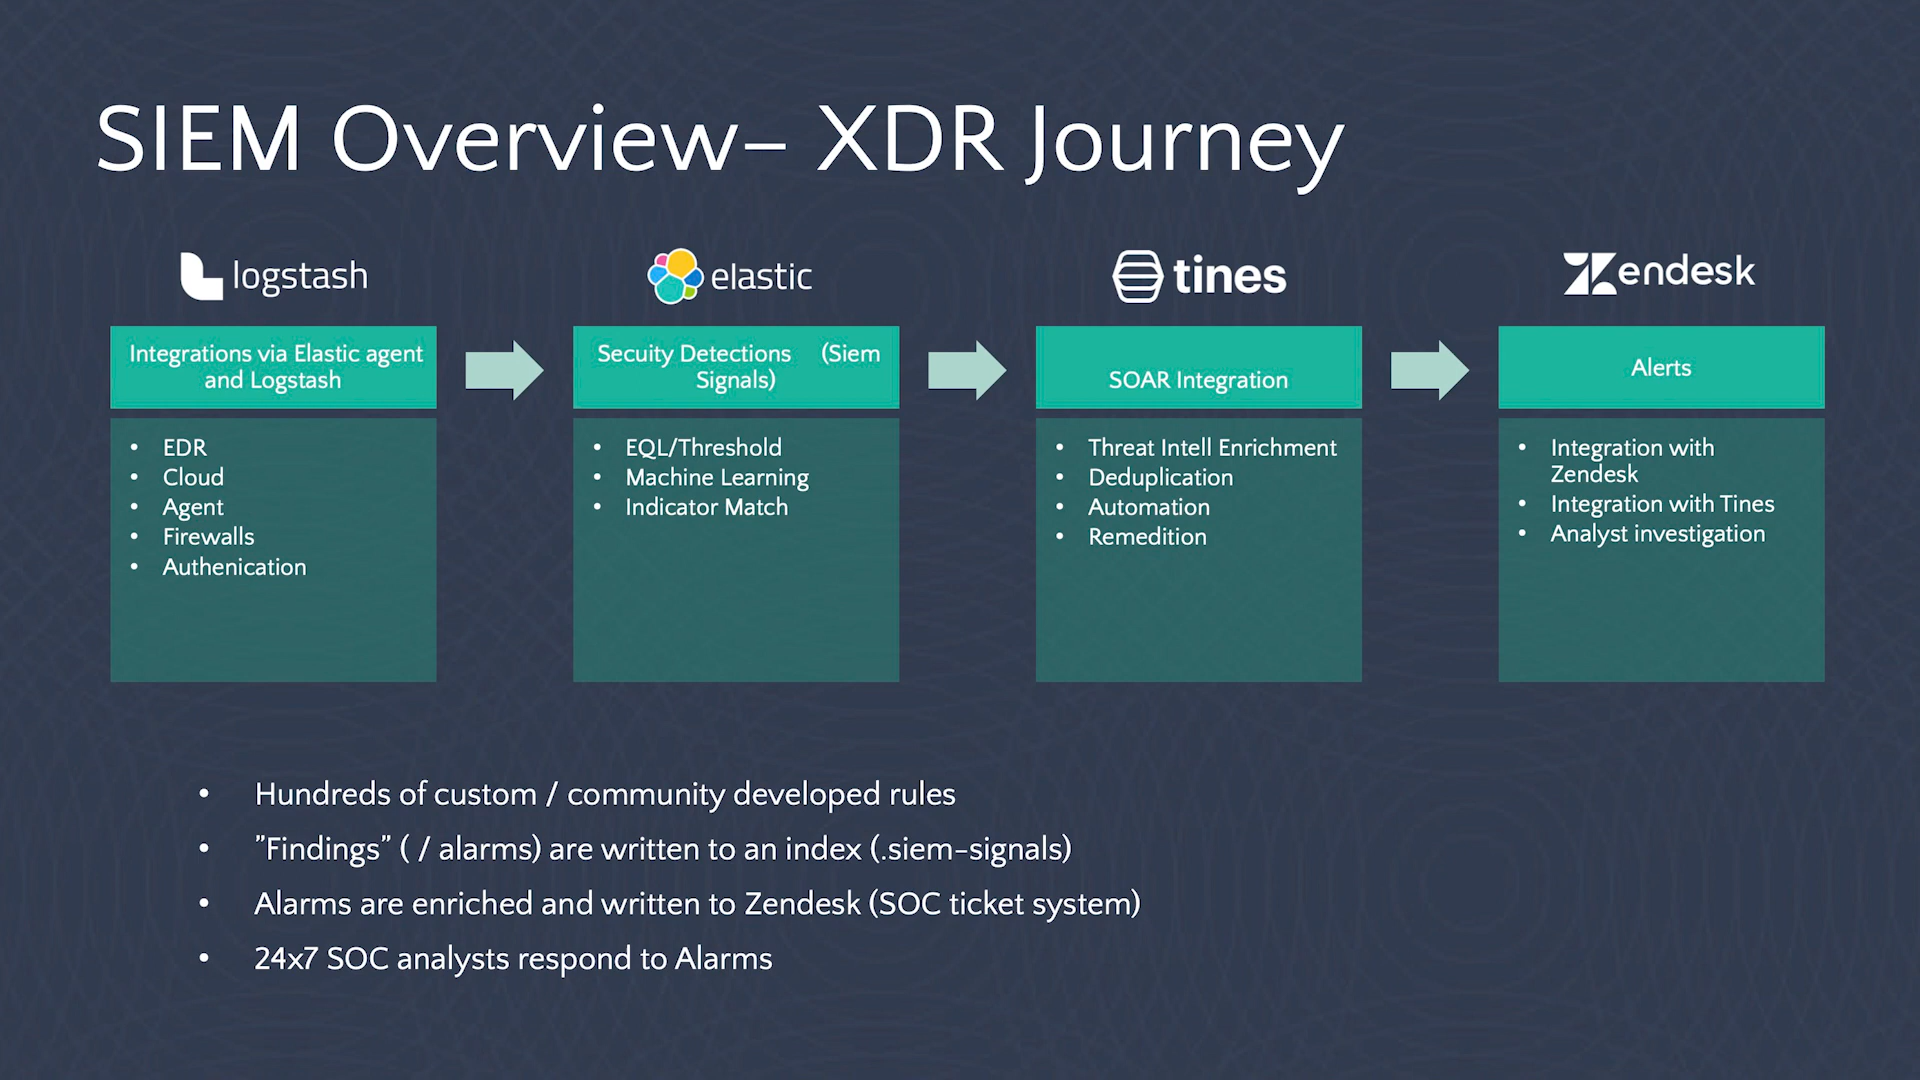 SIEM Overview– XDR Journey
logstash
Integrations via Elastic agent
and Logstash
• EDR
• Cloud
• Agent
• Firewalls
• Authenication
elastic
Secuity Detections (Siem
Signals)
• EQL/Threshold
• Machine Learning
• Indicator Match
tines
SOAR Integration
• Threat Intell Enrichment
• Deduplication
• Automation
• Remedition
Zendesk
Alerts
• Integration with
Zendesk
• Integration with Tines
• Analyst investigation
• Hundreds of custom / community developed rules
• ”Findings” ( / alarms) are written to an index (.siem-signals)
• Alarms are enriched and written to Zendesk (SOC ticket system)
• 24x7 SOC analysts respond to Alarms